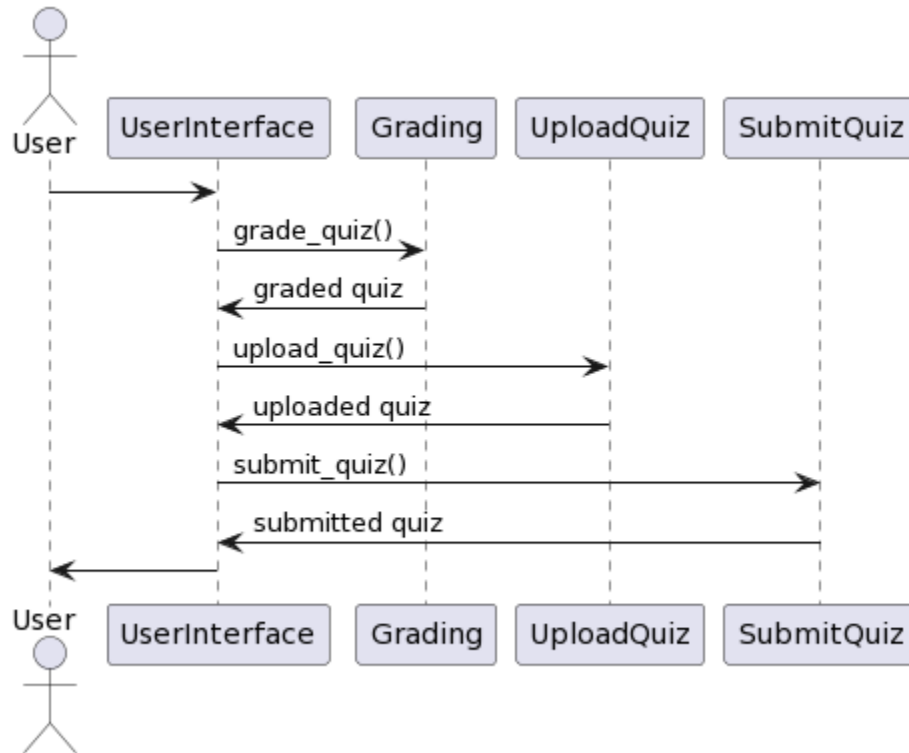 User
UserInterface
Grading
UploadQuiz
SubmitQuiz
grade_quiz()
graded quiz
upload_quiz()
uploaded quiz
submit_quiz()
submitted quiz
User
UserInterface
Grading
UploadQuiz
SubmitQuiz